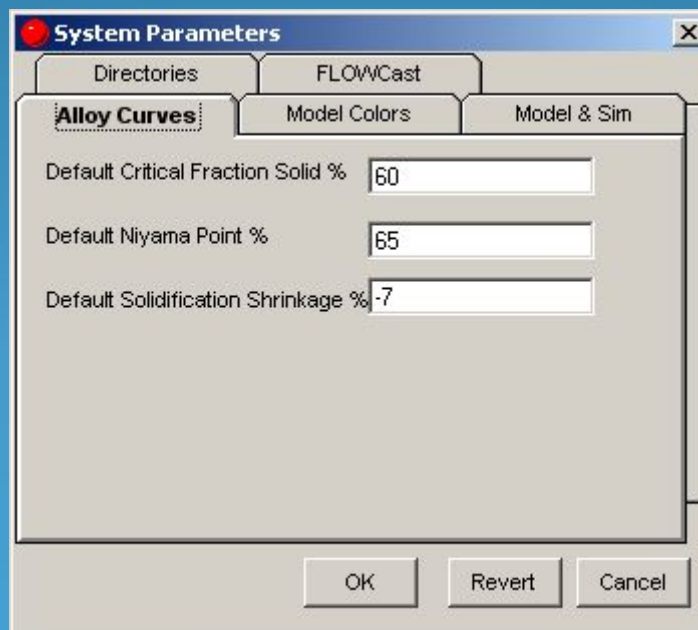 System Parameters
Directories FLOWCast
Alloy Curves Model Colors Model & Sim
Default Critical Fraction Solid % 60
Default Niyama Point % 65
Default Solidification Shrinkage % -7
OK Revert Cancel